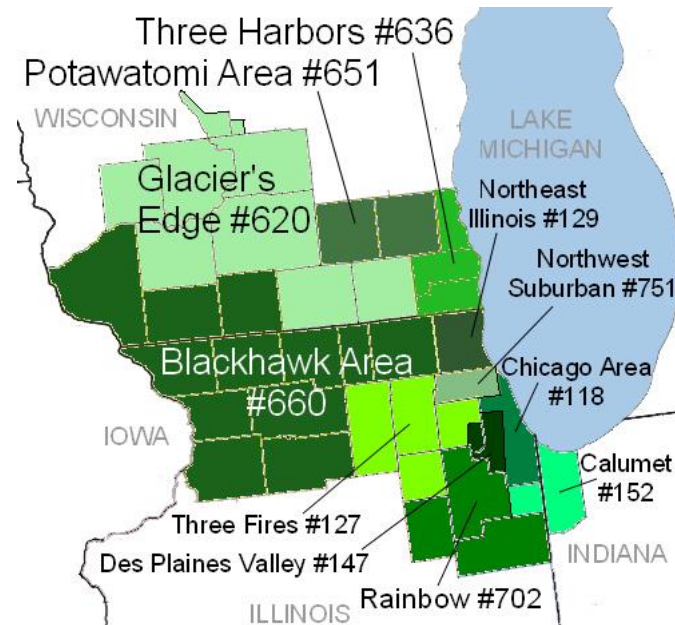 Three Harbors #636
Potawatomi Area #651
WISCONSIN
LAKE
MICHIGAN
Glacier's
Edge #620
Northeast
Illinois #129
Northwest
Suburban #751
Blackhawk Area
#660
Chicago Area
#118
IOWA
Calumet
#152
Three Fires #127
Des Plaines Valley #147
INDIANA
Rainbow #702
ILLINOIS